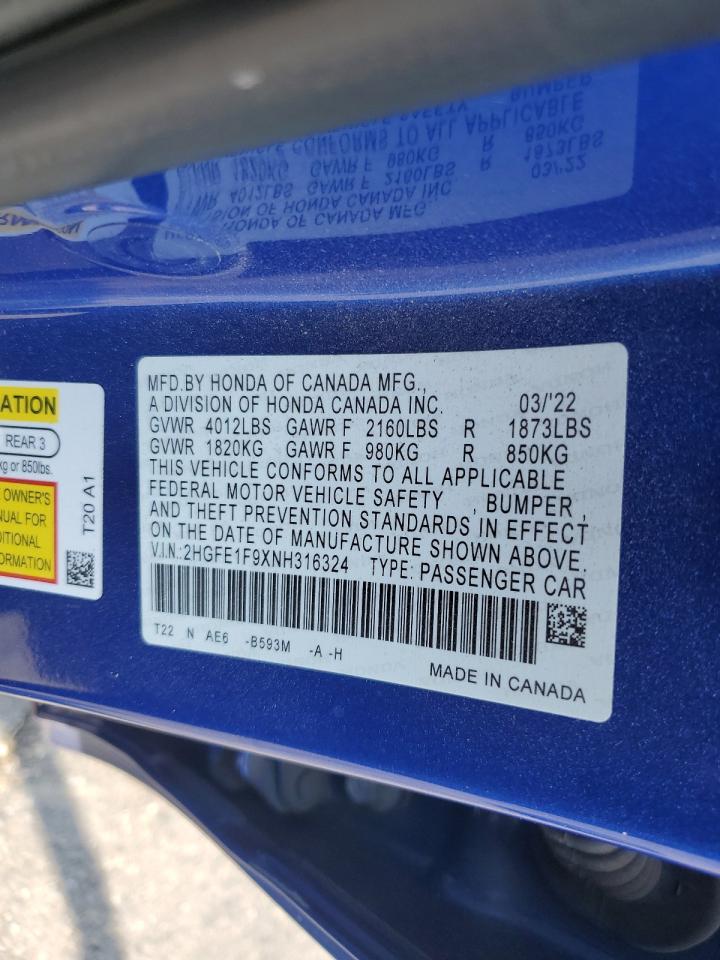 MFD.BY HONDA OF CANADA MFG.,
A DIVISION OF HONDA CANADA INC. 03/'22
GVWR 4012LBS GAWR F 2160LBS R 1873LBS
GVWR 1820KG GAWR F 980KG R 850KG
THIS VEHICLE CONFORMS TO ALL APPLICABLE
FEDERAL MOTOR VEHICLE SAFETY , BUMPER ,
AND THEFT PREVENTION STANDARDS IN EFFECT
ON THE DATE OF MANUFACTURE SHOWN ABOVE.
V.I.N.:2HGFE1F9XNH316324 TYPE: PASSENGER CAR
T22 N AE6 -B593M -A -H
MADE IN CANADA
ATION
REAR 3
kg or 850lbs.
OWNER'S
NUAL FOR
DITIONAL
ORMATION
T20 A1